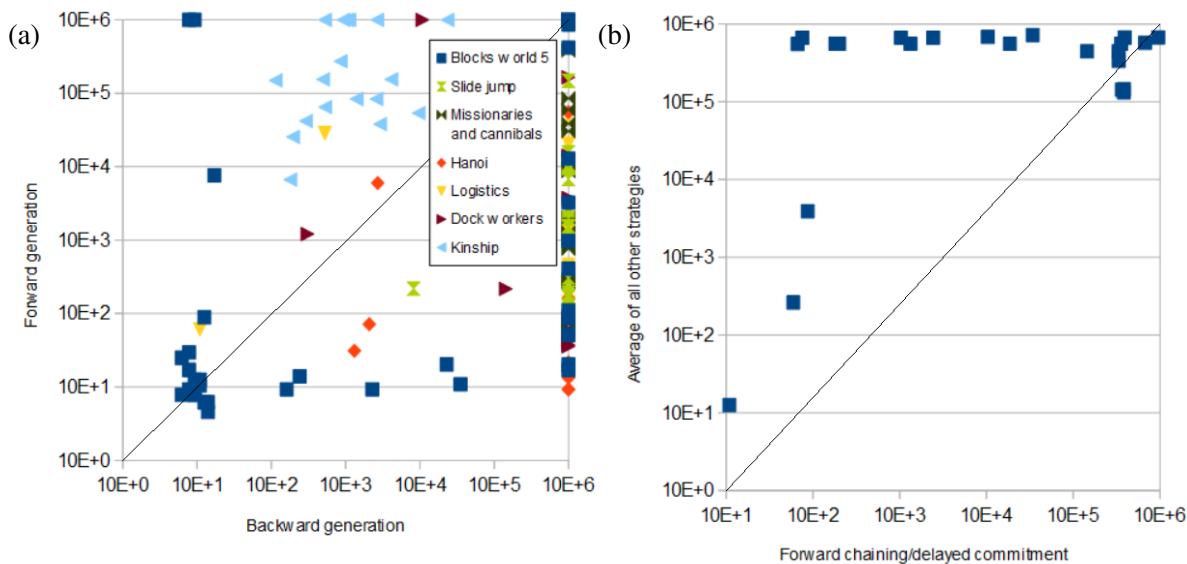 (a)
Forward generation
10E+6
10E+5
10E+4
10E+3
10E+2
10E+1
10E+0
10E+0 10E+1 10E+2 10E+3 10E+4 10E+5 10E+6
Backward generation
Blocks world 5
Slide jump
Missionaries
and cannibals
Hanoi
Logistics
Dock workers
Kinship
(b)
Average of all other strategies
10E+6
10E+5
10E+4
10E+3
10E+2
10E+1
10E+0
10E+1 10E+2 10E+3 10E+4 10E+5 10E+6
Forward chaining/delayed commitment